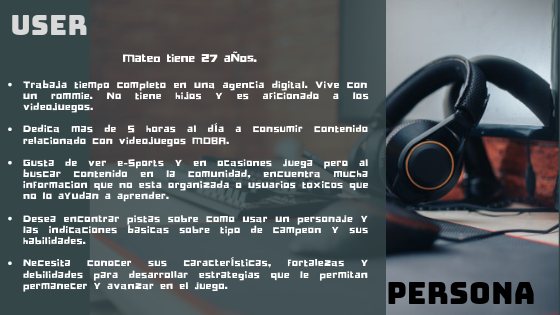 USER
Mateo tiene 27 años.
Trabaja tiempo completo en una agencia digital. Vive con
un rommie. No tiene hijos y es aficionado a los
videojuegos.
Dedica mas de 5 horas al día a consumir contenido
relacionado con videojuegos MOBA.
Gusta de ver e-Sports y en ocasiones juega pero al
buscar contenido en la comunidad, encuentra mucha
informacion que no esta organizada o usuarios toxicos que
no lo ayudan a aprender.
Desea encontrar pistas sobre como usar un personaje y
las indicaciones basicas sobre tipo de campeon y sus
habilidades.
Necesita conocer sus características, fortalezas y
debilidades para desarrollar estrategias que le permitan
permanecer y avanzar en el juego.
PERSONA